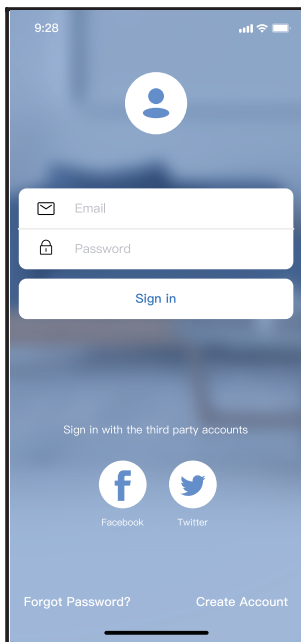 9:28
Email
Password
Sign in
Sign in with the third party accounts
Facebook Twitter
Forgot Password? Create Account